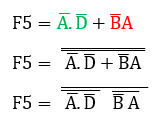 F5 = A̅.D̅ + B̅A
F5 = A̿̅.̿D̿̅ ̿+̿ ̿B̿̅A̿
F5 = A̿̅.̿D̿̅ ̅ B̿̅ ̿A̿